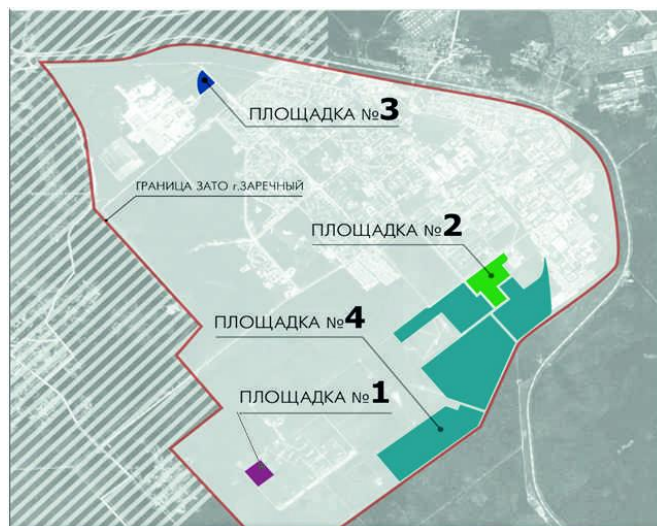 ПЛОЩАДКА №3
ГРАНИЦА ЗАТО г.ЗАРЕЧНЫЙ
ПЛОЩАДКА №2
ПЛОЩАДКА №4
ПЛОЩАДКА №1